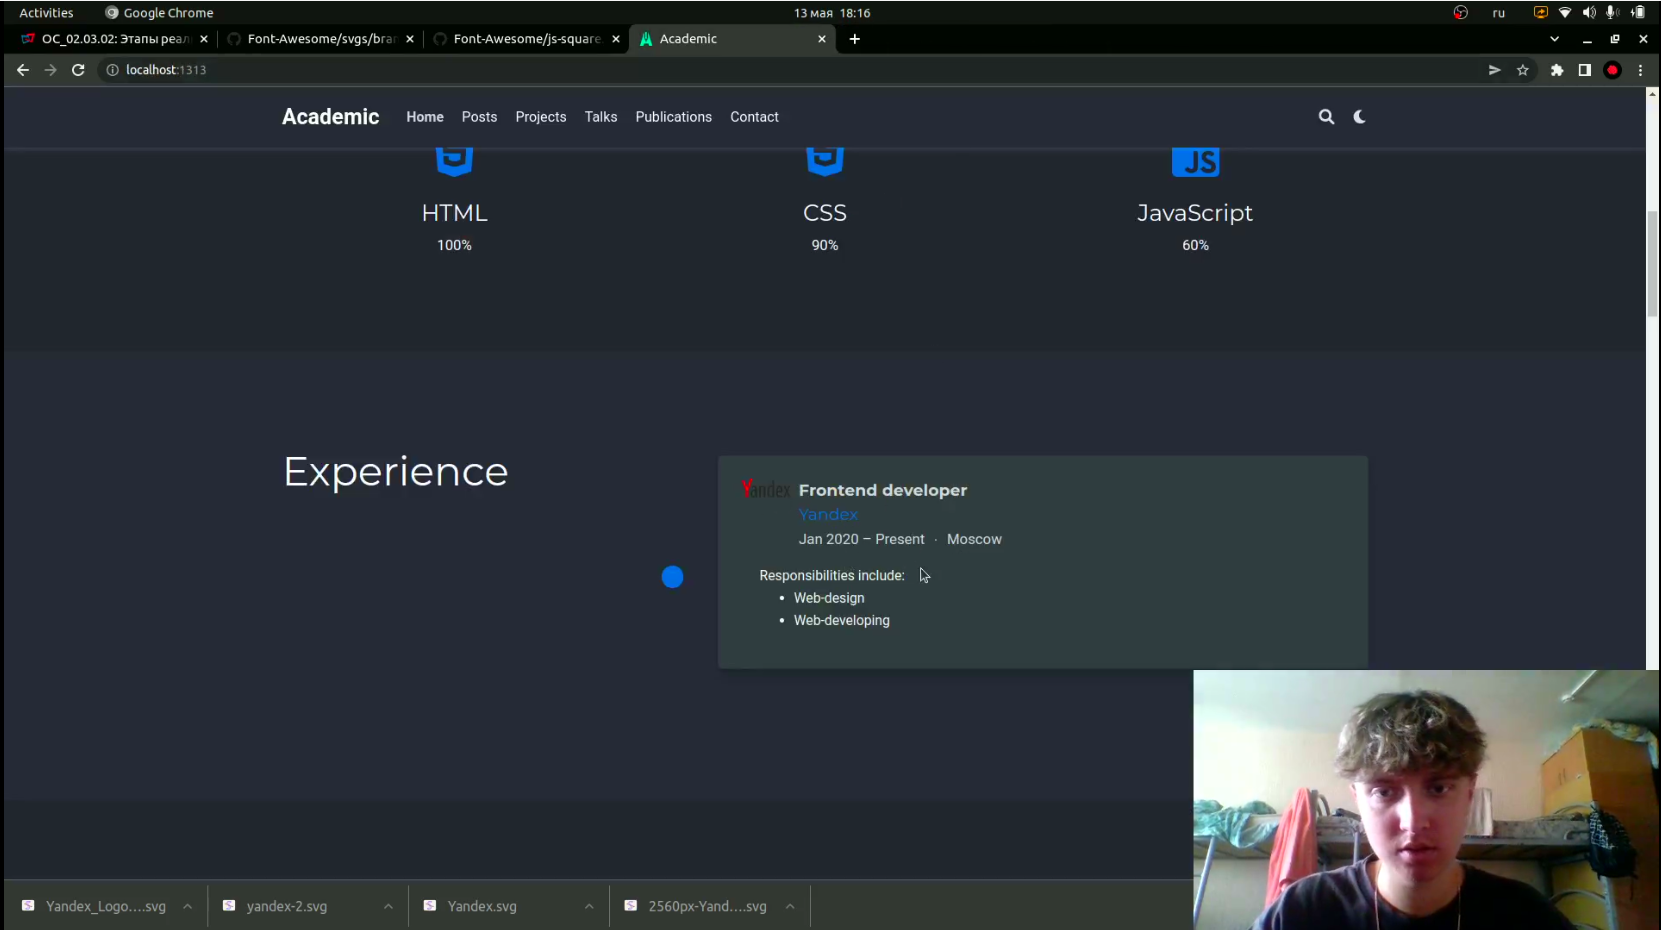 Activities Google Chrome 13 мая 18:16 ru
ОС_02.03.02: Этапы реал Font-Awesome/svgs/bran Font-Awesome/js-square. Academic
localhost:1313
Academic Home Posts Projects Talks Publications Contact
JS
HTML CSS JavaScript
100% 90% 60%
Experience
Yandex Frontend developer
Yandex
Jan 2020 – Present · Moscow
Responsibilities include:
• Web-design
• Web-developing
Yandex_Logo....svg yandex-2.svg Yandex.svg 2560px-Yand....svg